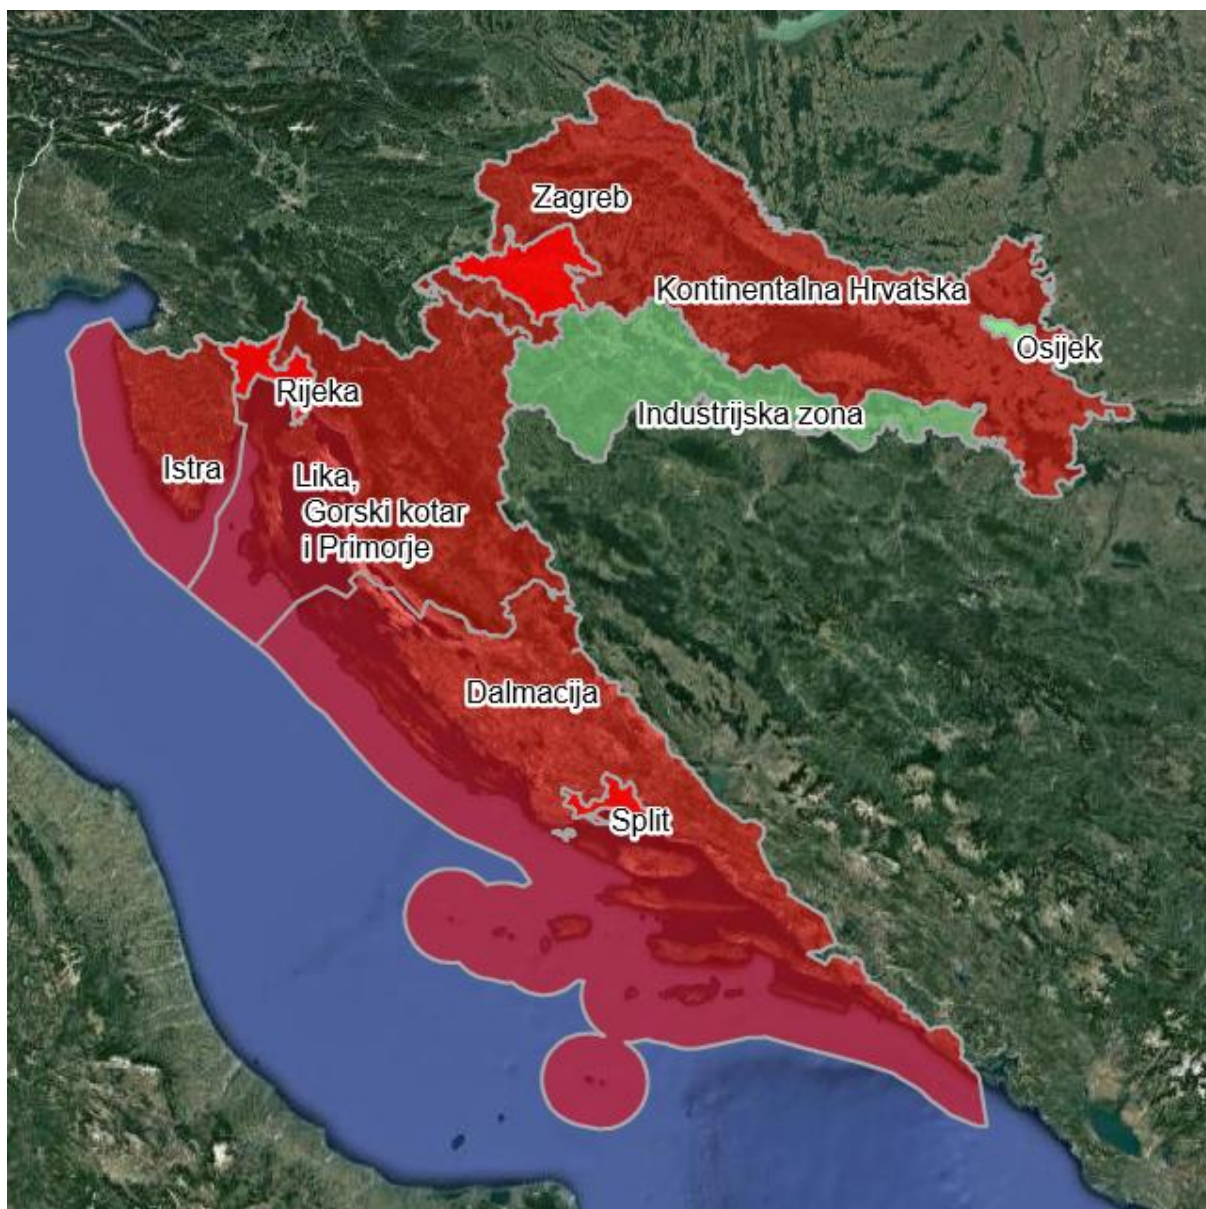 Zagreb
Kontinentalna Hrvatska
Osijek
Rijeka
Industrijska zona
Istra
Lika,
Gorski kotar
i Primorje
Dalmacija
Split